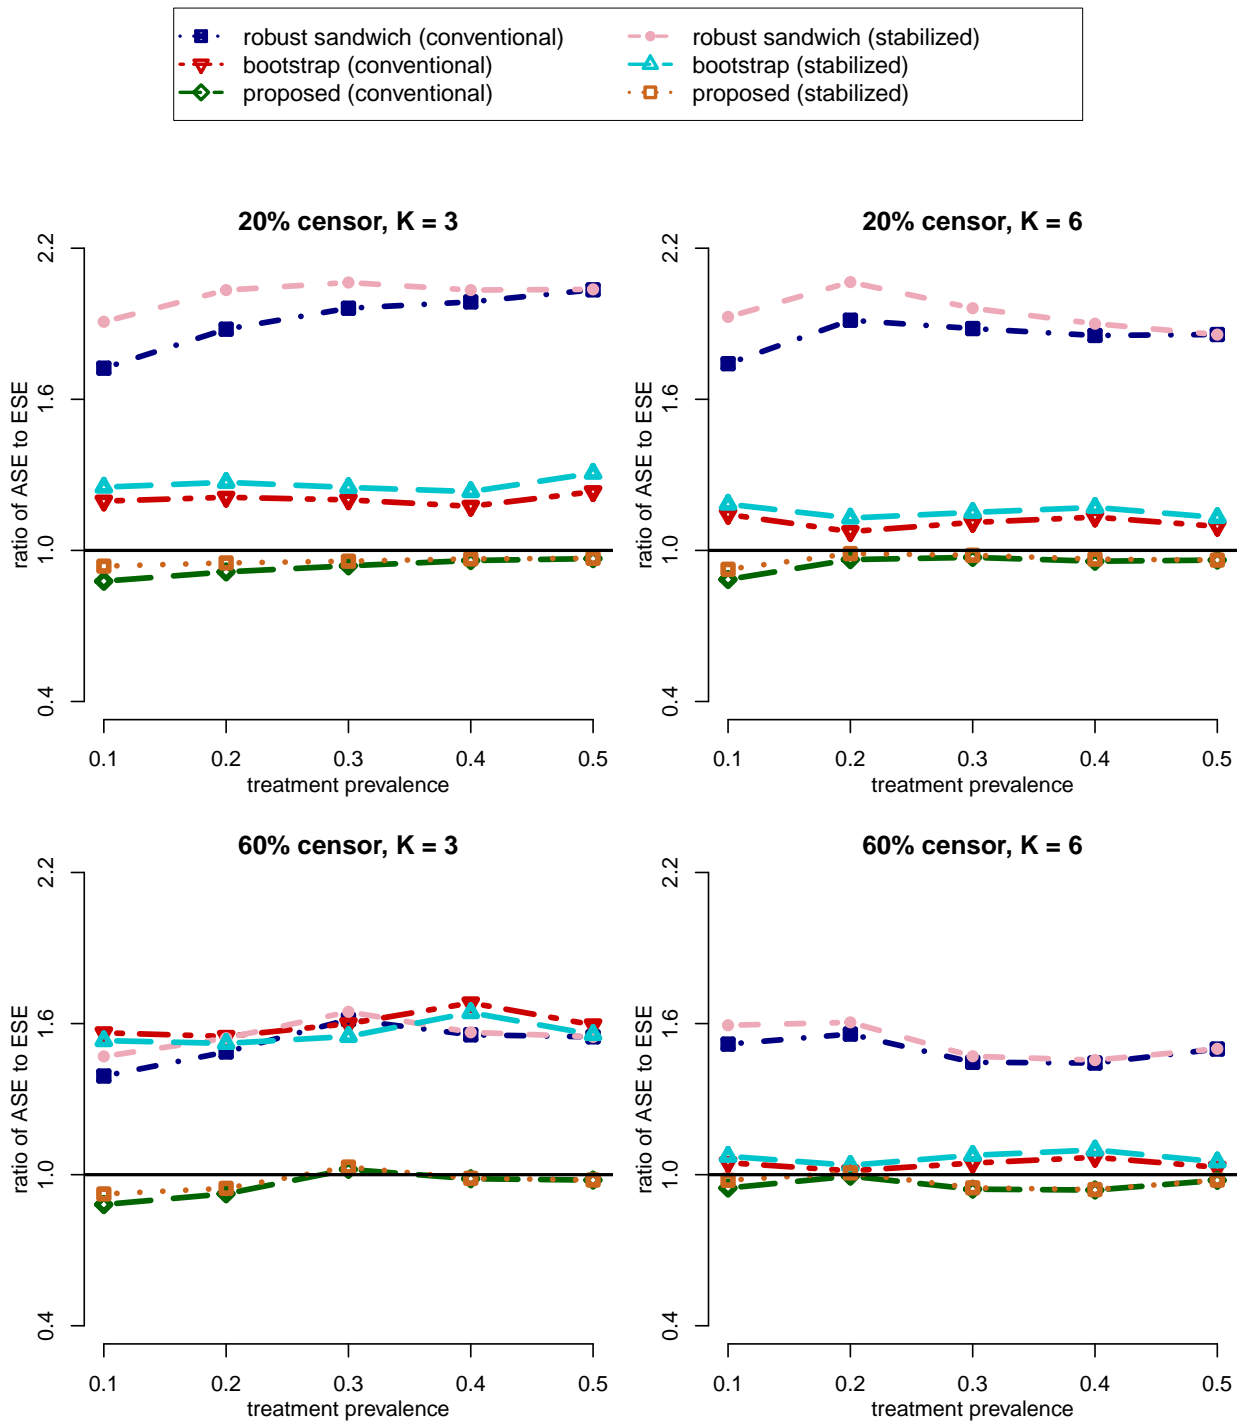 robust sandwich (conventional)
bootstrap (conventional)
proposed (conventional)
robust sandwich (stabilized)
bootstrap (stabilized)
proposed (stabilized)
20% censor, K = 3
2.2
1.6
1.0
0.4
ratio of ASE to ESE
0.1 0.2 0.3 0.4 0.5
treatment prevalence
20% censor, K = 6
2.2
1.6
1.0
0.4
ratio of ASE to ESE
0.1 0.2 0.3 0.4 0.5
treatment prevalence
60% censor, K = 3
2.2
1.6
1.0
0.4
ratio of ASE to ESE
0.1 0.2 0.3 0.4 0.5
treatment prevalence
60% censor, K = 6
2.2
1.6
1.0
0.4
ratio of ASE to ESE
0.1 0.2 0.3 0.4 0.5
treatment prevalence